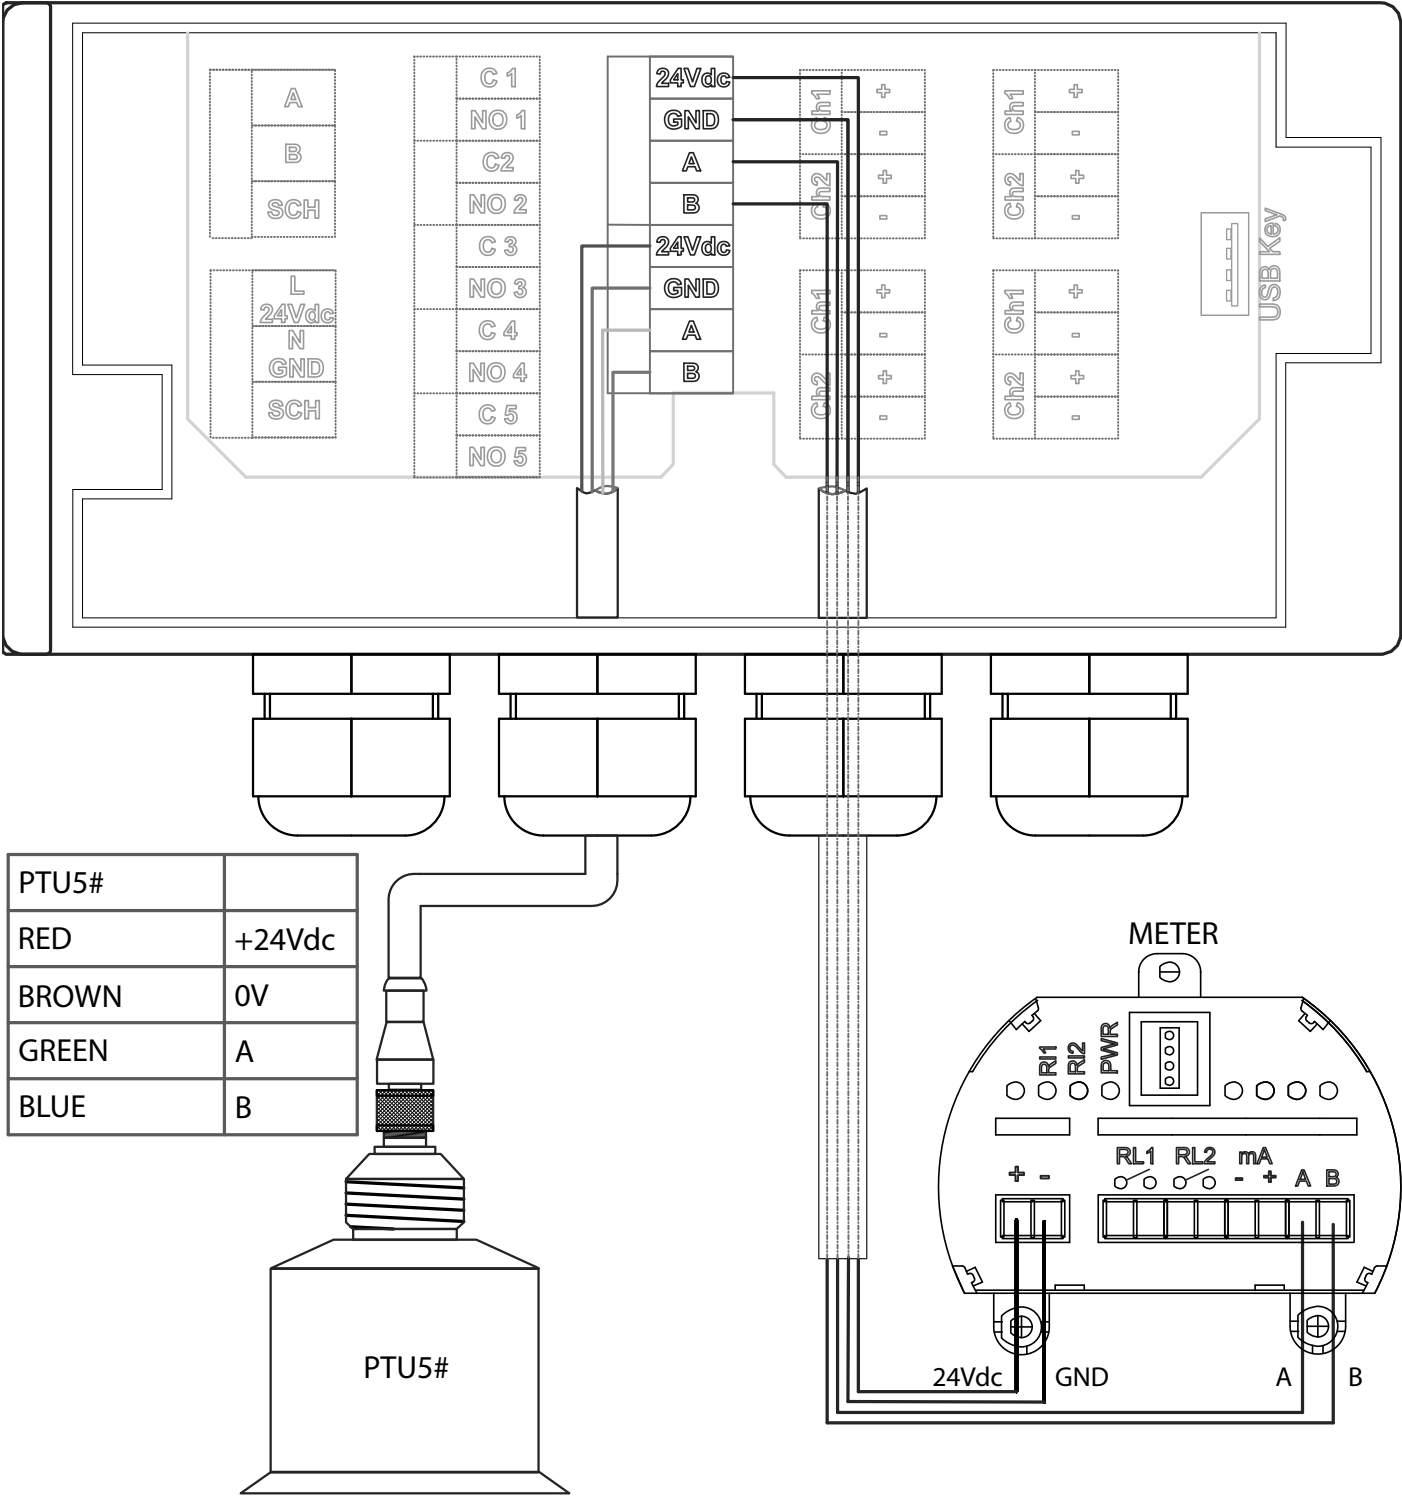 A
B
SCH
L
24Vdc
N
GND
SCH
C 1
NO 1
C2
NO 2
C 3
NO 3
C 4
NO 4
C 5
NO 5
24Vdc
GND
A
B
24Vdc
GND
A
B
Ch1 + -
Ch2 + -
Ch1 + -
Ch2 + -
Ch1 + -
Ch2 + -
Ch1 + -
Ch2 + -
USB Key
PTU5#
RED +24Vdc
BROWN 0V
GREEN A
BLUE B
PTU5#
METER
RI1 RI2 PWR
RL1 RL2 mA
+ - - + A B
24Vdc GND A B